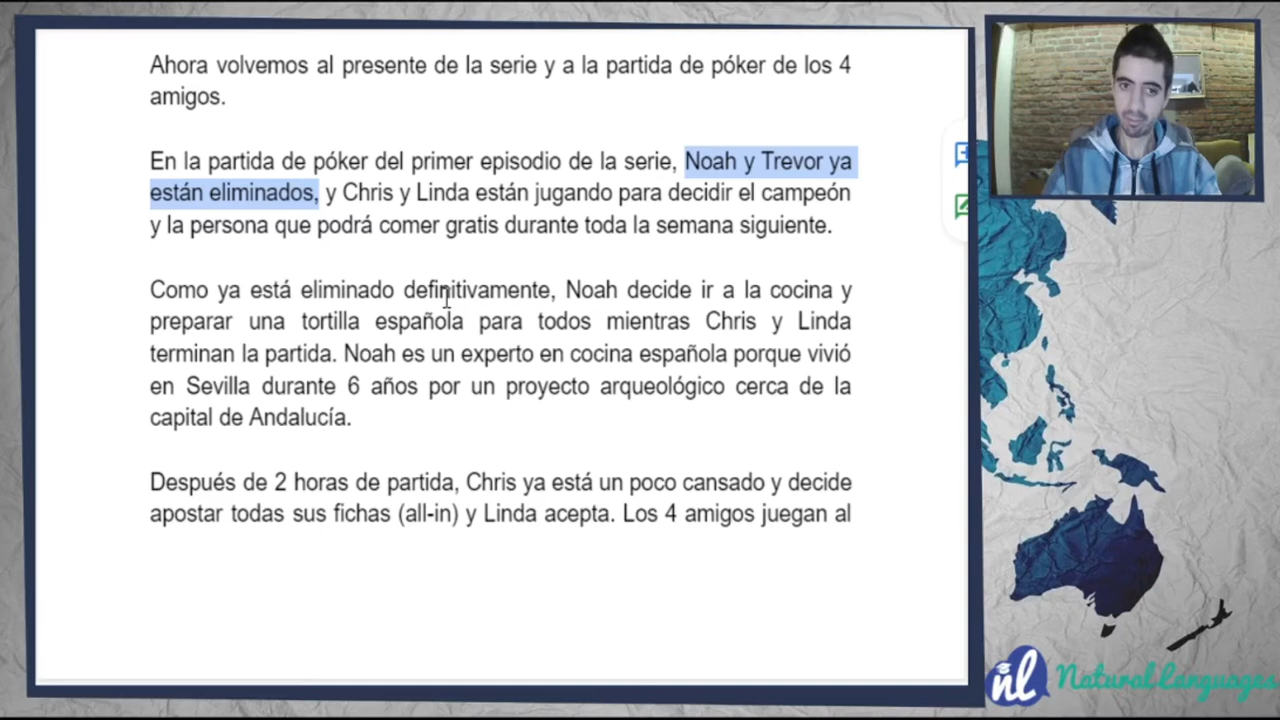 Ahora volvemos al presente de la serie y a la partida de póker de los 4
amigos.
En la partida de póker del primer episodio de la serie, Noah y Trevor ya
están eliminados, y Chris y Linda están jugando para decidir el campeón
y la persona que podrá comer gratis durante toda la semana siguiente.
Como ya está eliminado definitivamente, Noah decide ir a la cocina y
preparar una tortilla española para todos mientras Chris y Linda
terminan la partida. Noah es un experto en cocina española porque vivió
en Sevilla durante 6 años por un proyecto arqueológico cerca de la
capital de Andalucía.
Después de 2 horas de partida, Chris ya está un poco cansado y decide
apostar todas sus fichas (all-in) y Linda acepta. Los 4 amigos juegan al
nl Natural Languages